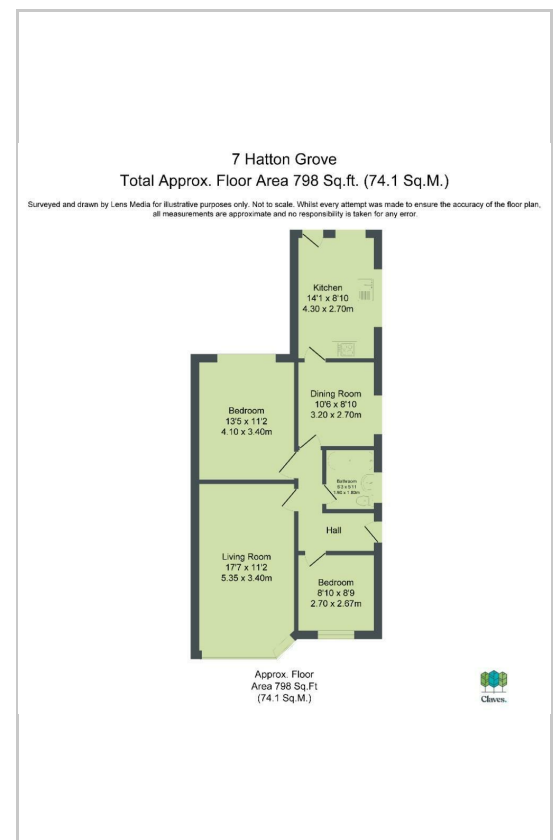 7 Hatton Grove
Total Approx. Floor Area 798 Sq.ft. (74.1 Sq.M.)
Surveyed and drawn by Lens Media for illustrative purposes only. Not to scale. Whilst every attempt was made to ensure the accuracy of the floor plan,
all measurements are approximate and no responsibility is taken for any error.
Kitchen
14'1 x 8'10
4.30 x 2.70m
Dining Room
10'6 x 8'10
3.20 x 2.70m
Bedroom
13'5 x 11'2
4.10 x 3.40m
Bathroom
Hall
Living Room
17'7 x 11'2
5.35 x 3.40m
Bedroom
8'10 x 8'9
2.70 x 2.67m
Approx. Floor
Area 798 Sq.Ft
(74.1 Sq.M.)
Claves.